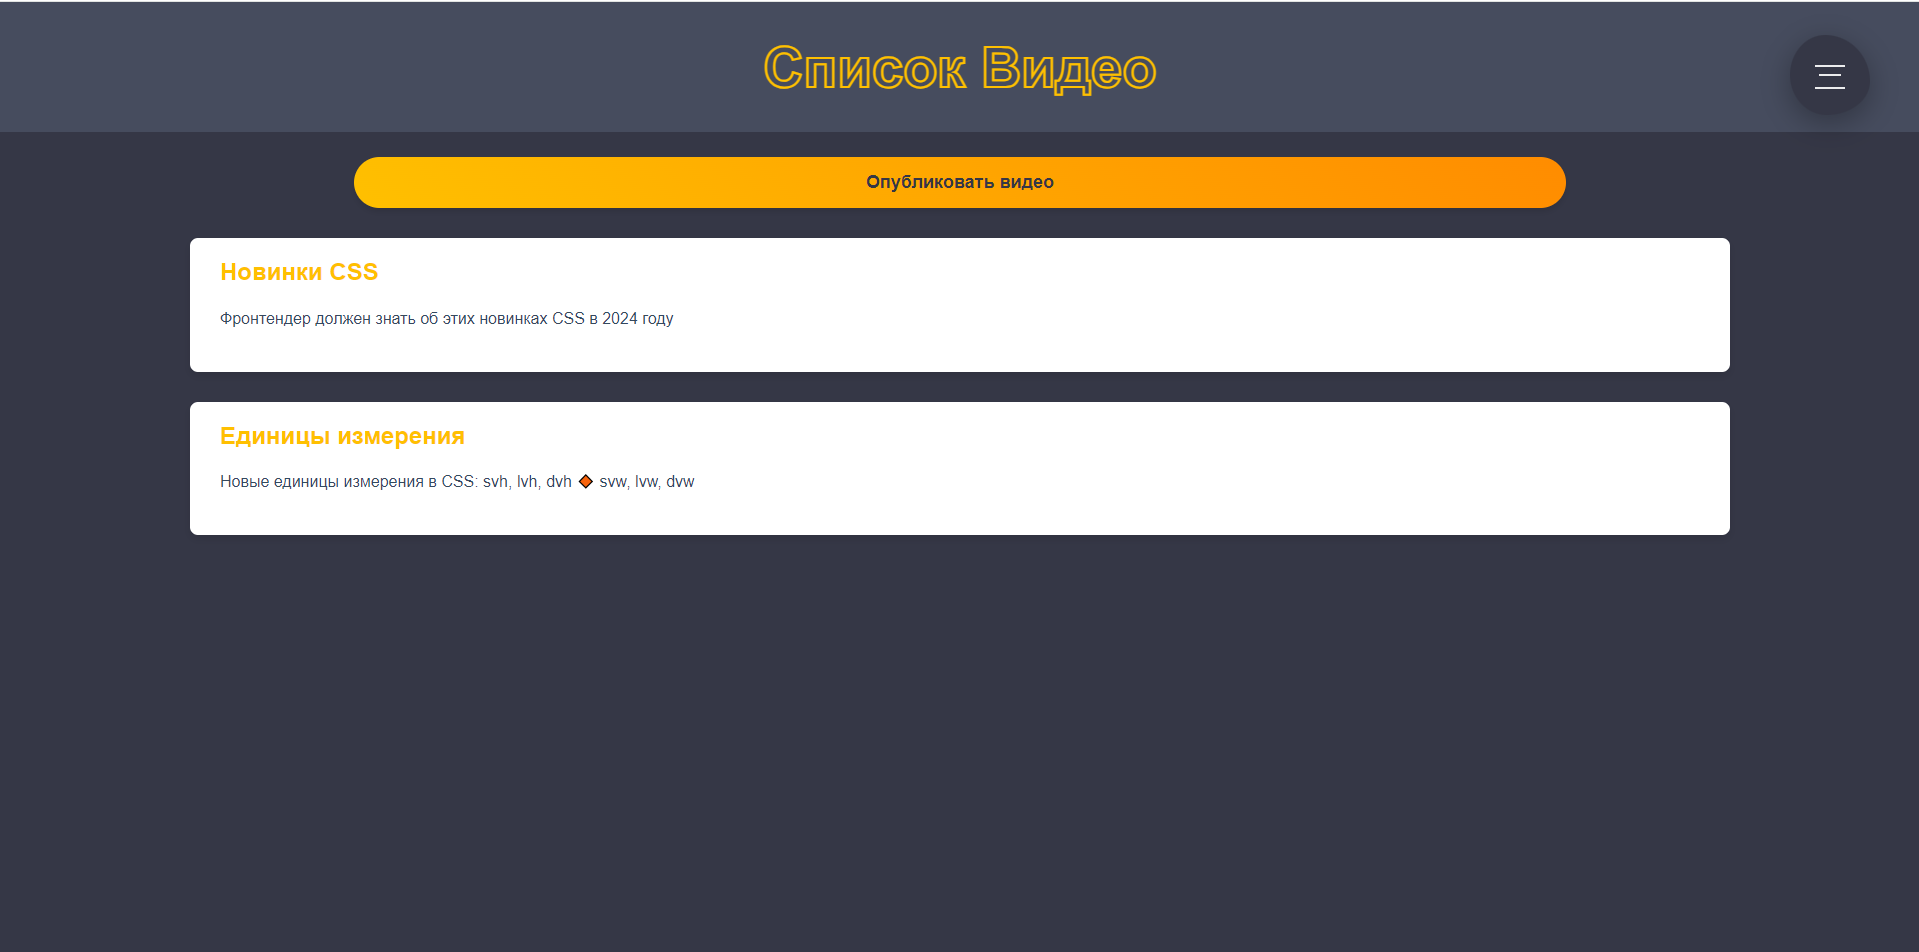 Список Видео
Опубликовать видео
Новинки CSS
Фронтендер должен знать об этих новинках CSS в 2024 году
Единицы измерения
Новые единицы измерения в CSS: svh, lvh, dvh 🔶 svw, lvw, dvw